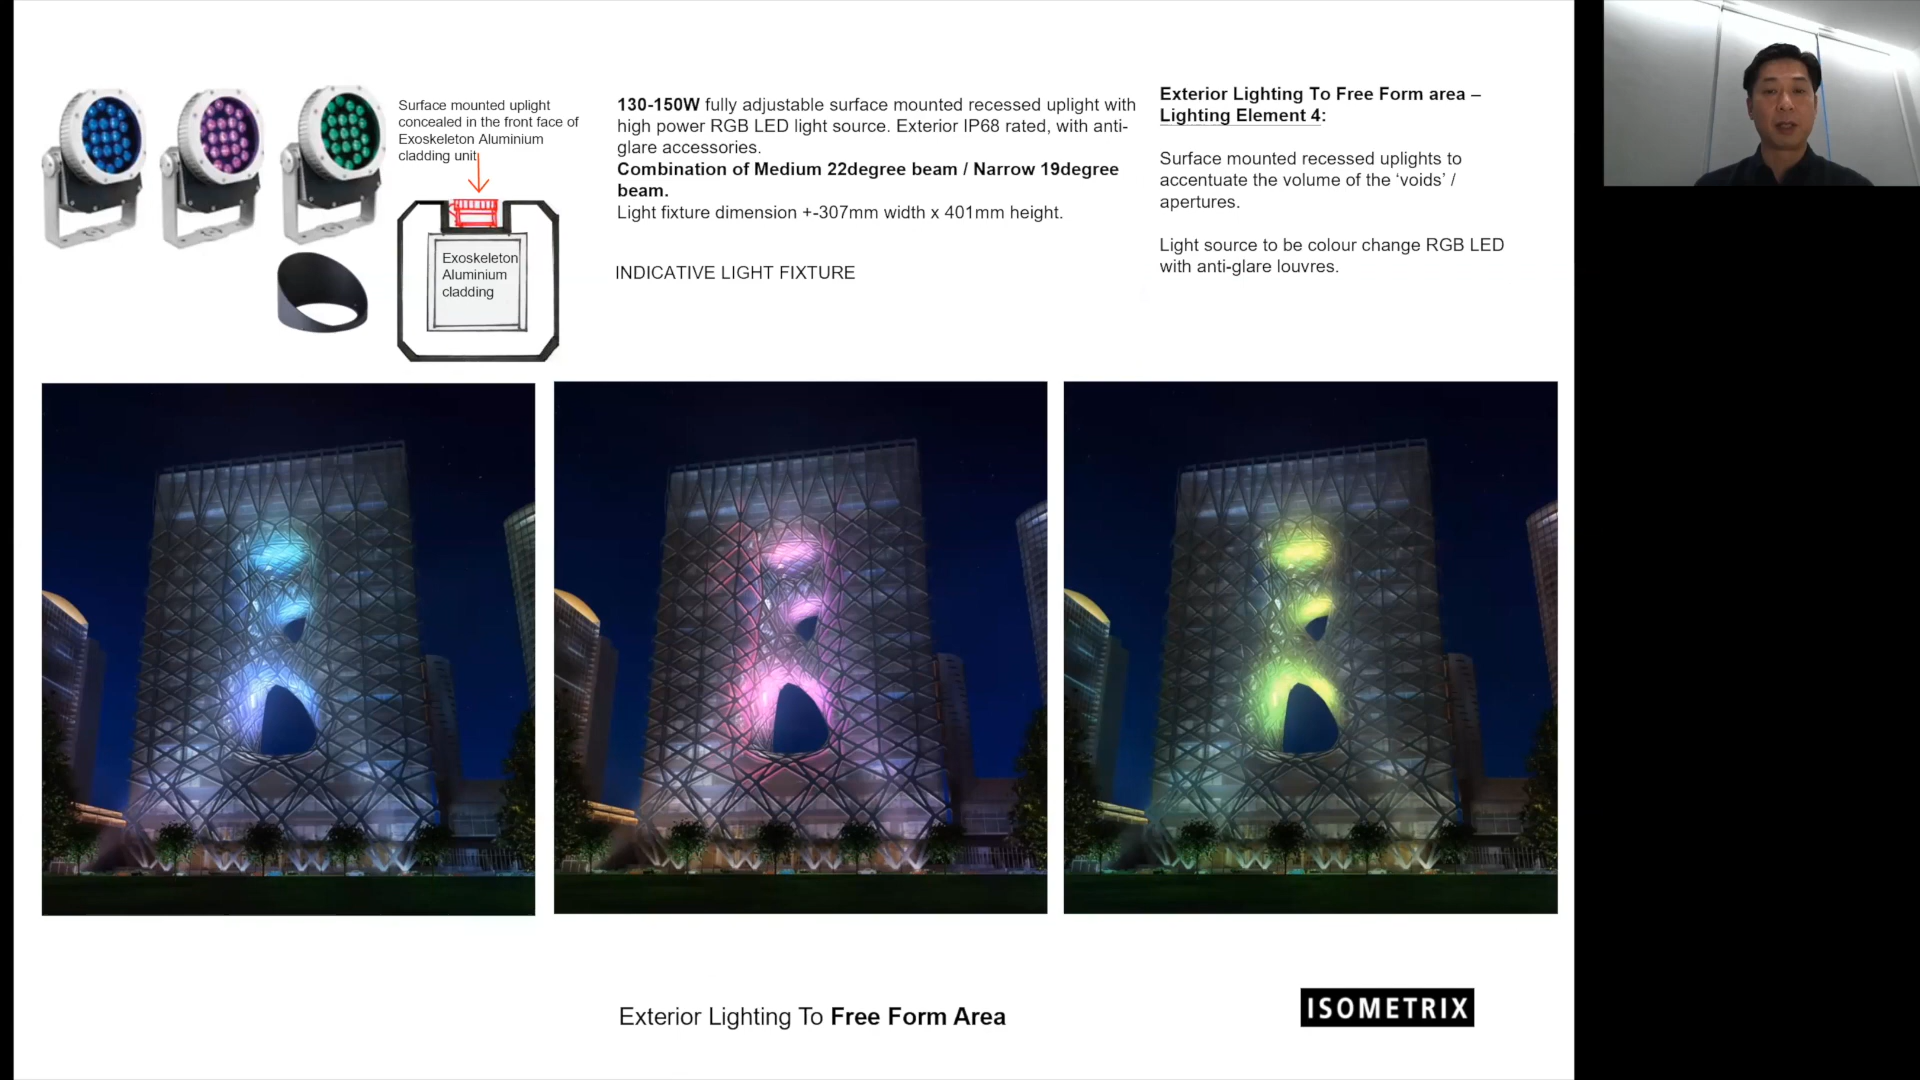 Surface mounted uplight
concealed in the front face of
Exoskeleton Aluminium
cladding unit
Exoskeleton
Aluminium
cladding
130-150W fully adjustable surface mounted recessed uplight with
high power RGB LED light source. Exterior IP68 rated, with anti-
glare accessories.
Combination of Medium 22degree beam / Narrow 19degree
beam.
Light fixture dimension +-307mm width x 401mm height.
INDICATIVE LIGHT FIXTURE
Exterior Lighting To Free Form area –
Lighting Element 4:
Surface mounted recessed uplights to
accentuate the volume of the ‘voids’ /
apertures.
Light source to be colour change RGB LED
with anti-glare louvres.
Exterior Lighting To Free Form Area
ISOMETRIX